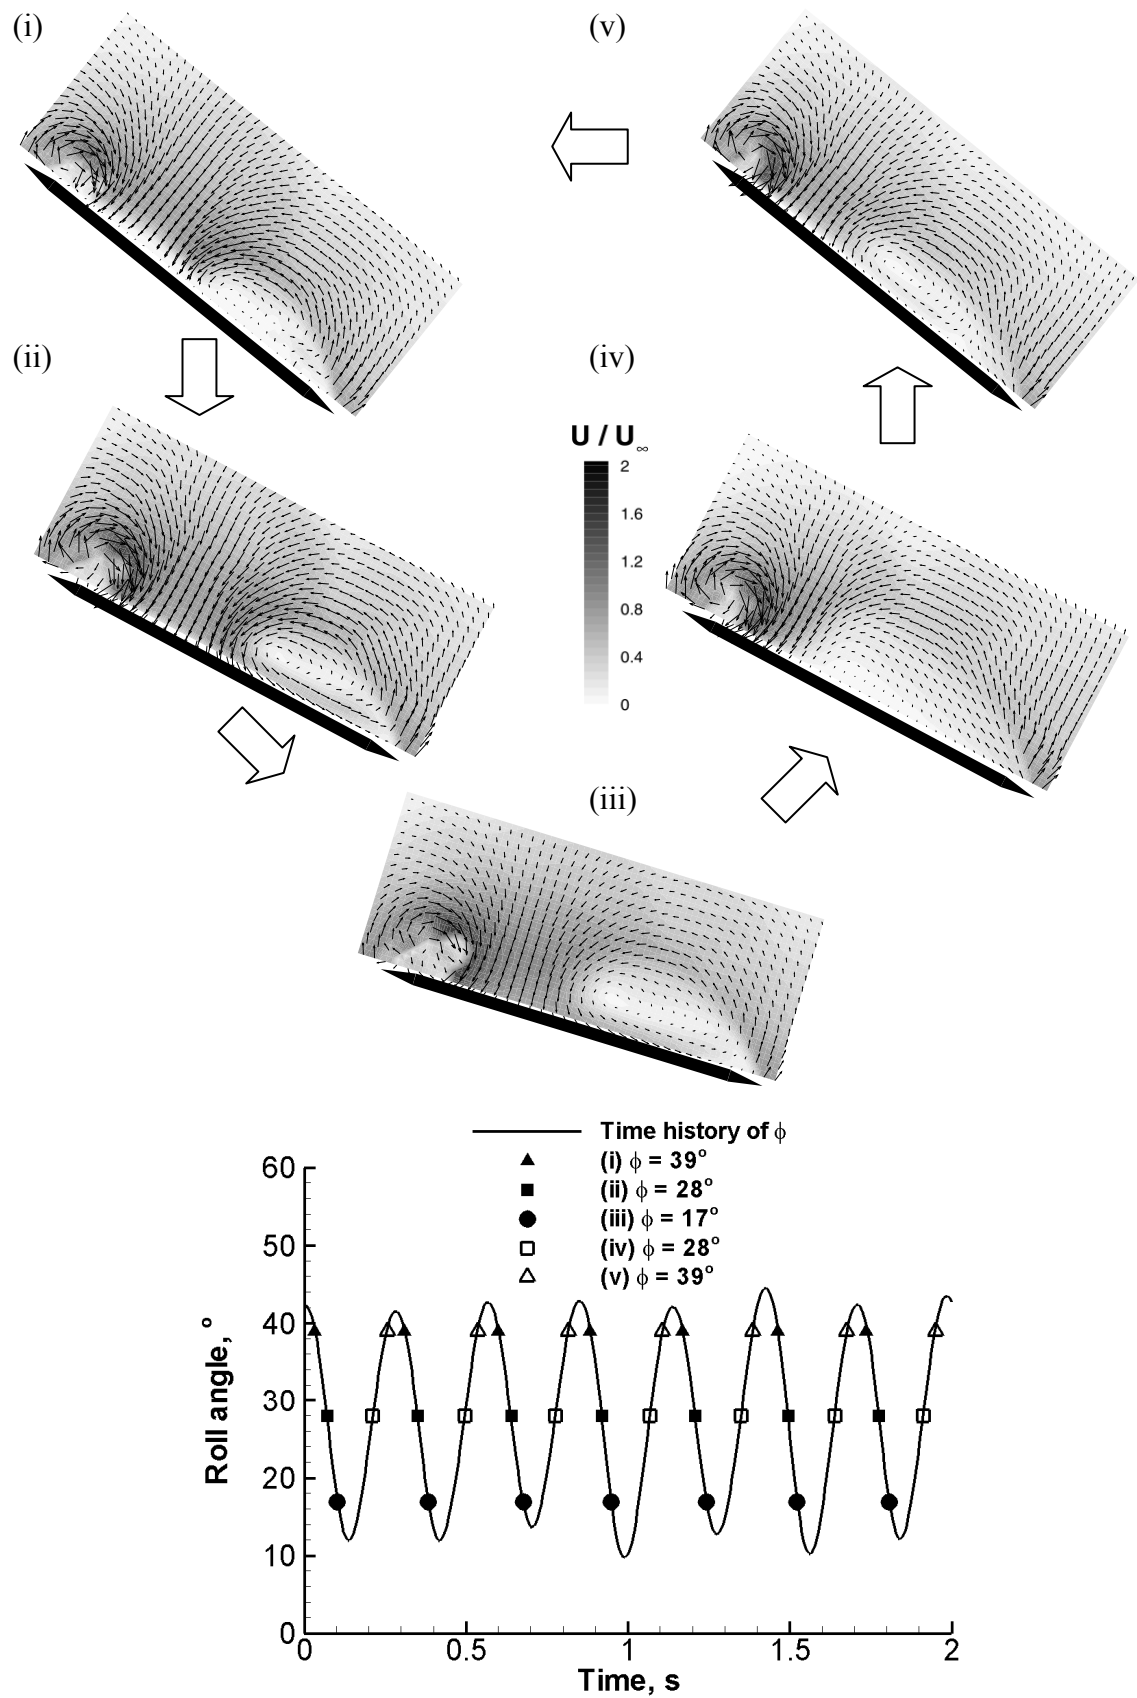 (i)
(v)
(ii)
(iv)
U / U∞
2
1.6
1.2
0.8
0.4
0
(iii)
Time history of ϕ
(i) ϕ = 39°
(ii) ϕ = 28°
(iii) ϕ = 17°
(iv) ϕ = 28°
(v) ϕ = 39°
60
50
40
30
20
10
0
Roll angle, °
0 0.5 1 1.5 2
Time, s